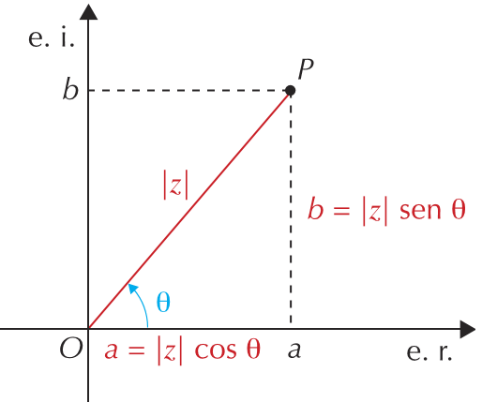 e. i.
P
b
|z|
b = |z| sen θ
θ
O
a = |z| cos θ
a
e. r.